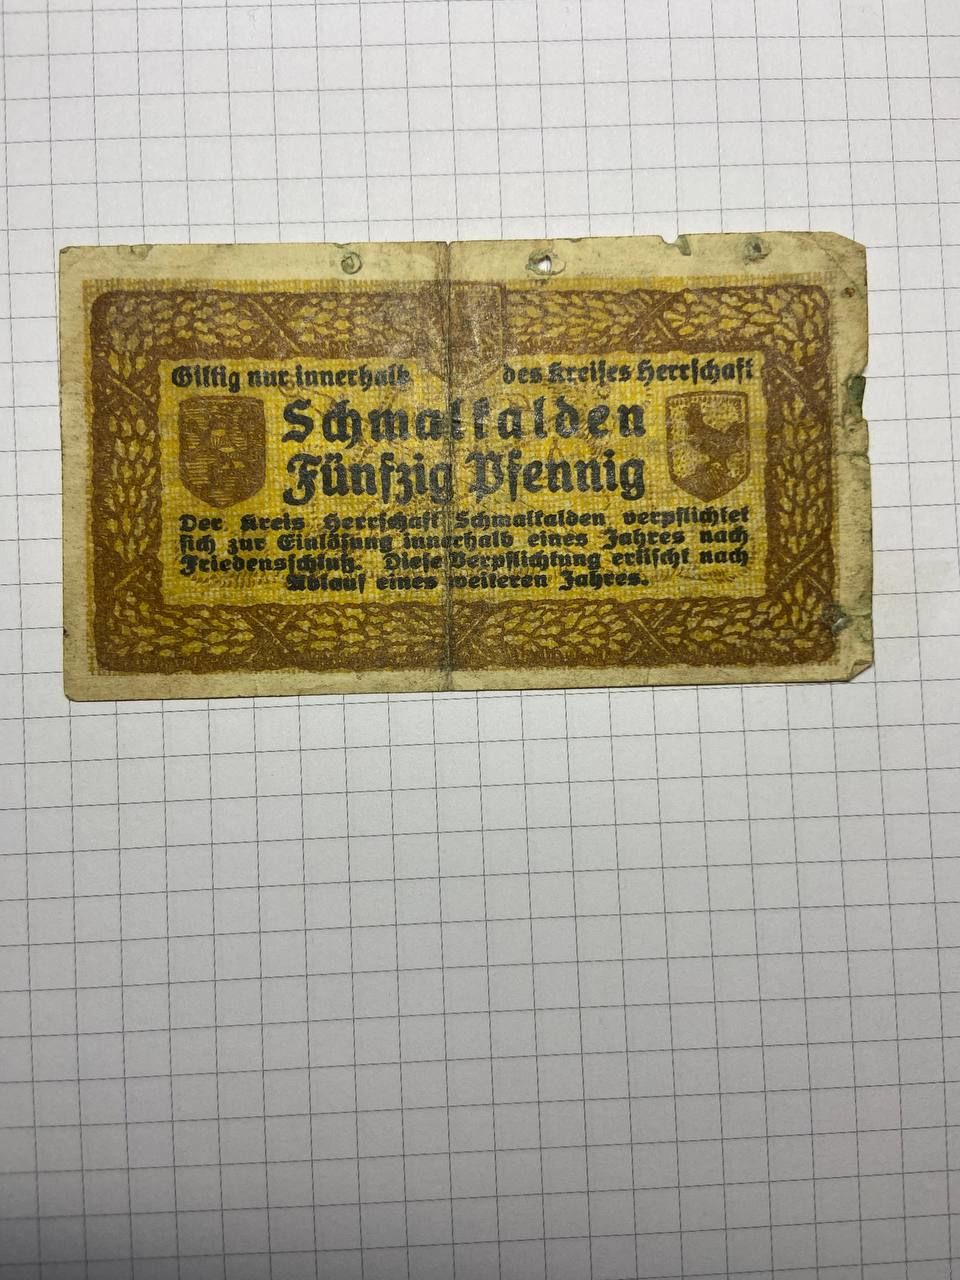 Giltig nur innerhalb des Kreises Herrschaft
Schmalkalden
Fünfzig Pfennig
Der Kreis Herrschaft Schmalkalden verpflichtet
sich zur Einlösung innerhalb eines Jahres nach
Friedensschluß. Diese Verpflichtung erlischt nach
Ablauf eines weiteren Jahres.